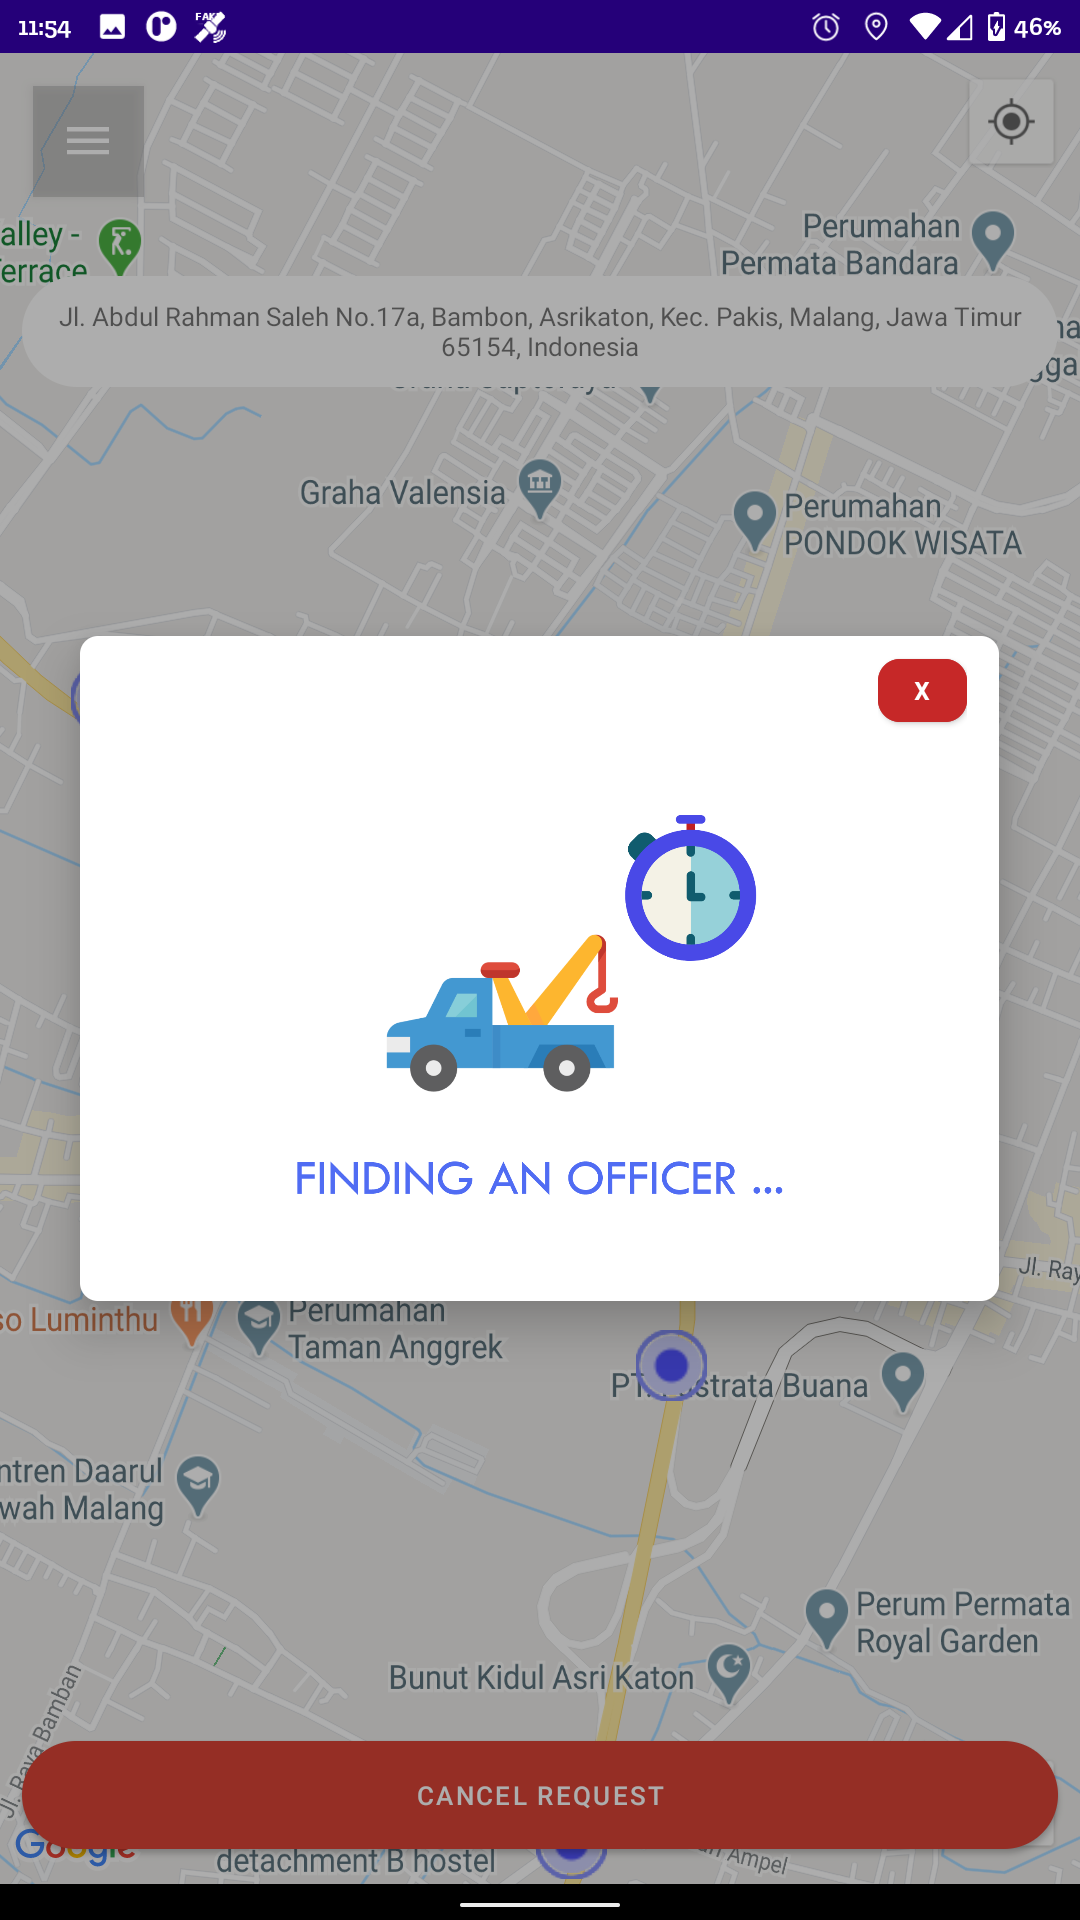 11:54
FAKE
46%
alley -
Terrace
Perumahan
Permata Bandara
Jl. Abdul Rahman Saleh No.17a, Bambon, Asrikaton, Kec. Pakis, Malang, Jawa Timur
65154, Indonesia
Graha Valensia
Perumahan
PONDOK WISATA
X
FINDING AN OFFICER ...
Jl. Ray
so Luminthu
Perumahan
Taman Anggrek
Buana
ntren Daarul
wah Malang
Perum Permata
Royal Garden
Bunut Kidul Asri Katon
Jl. Raya Bamban
CANCEL REQUEST
Google
detachment B hostel
Ampel